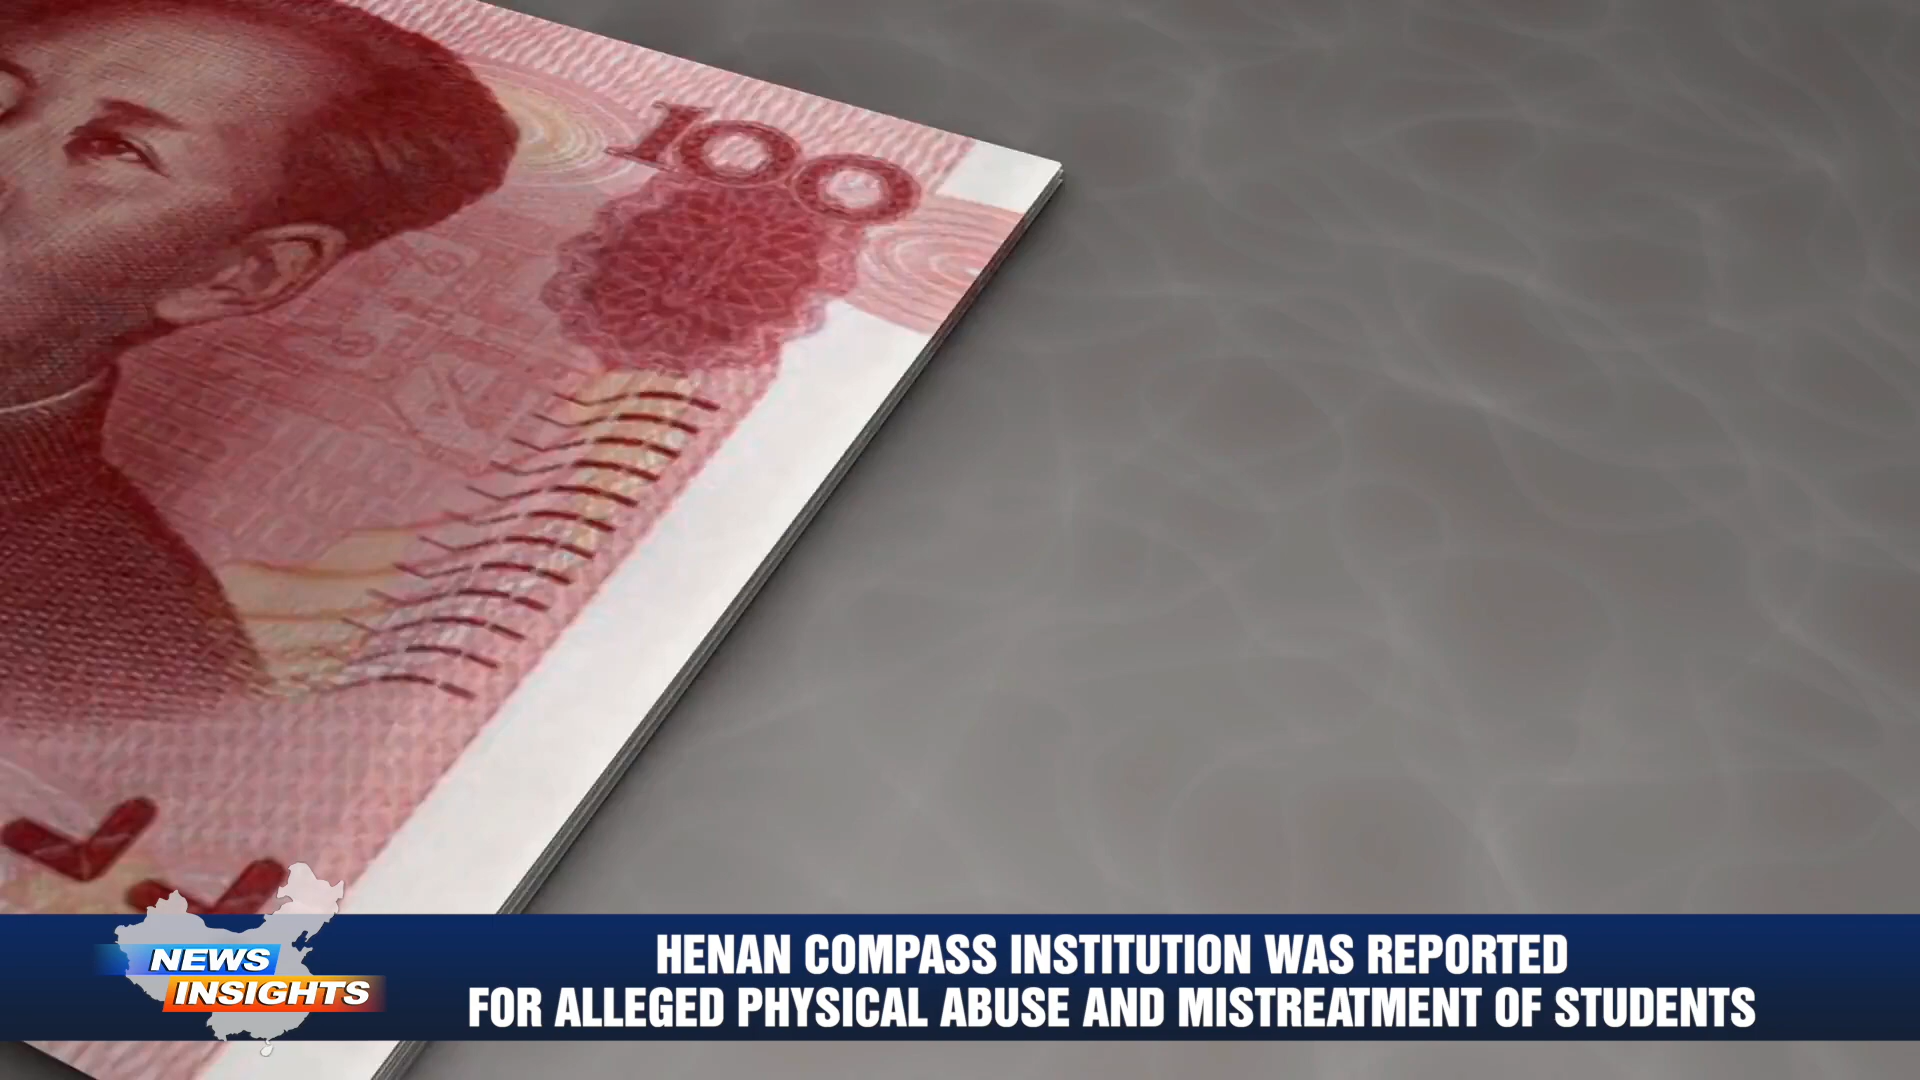 100
NEWS
INSIGHTS
HENAN COMPASS INSTITUTION WAS REPORTED
FOR ALLEGED PHYSICAL ABUSE AND MISTREATMENT OF STUDENTS